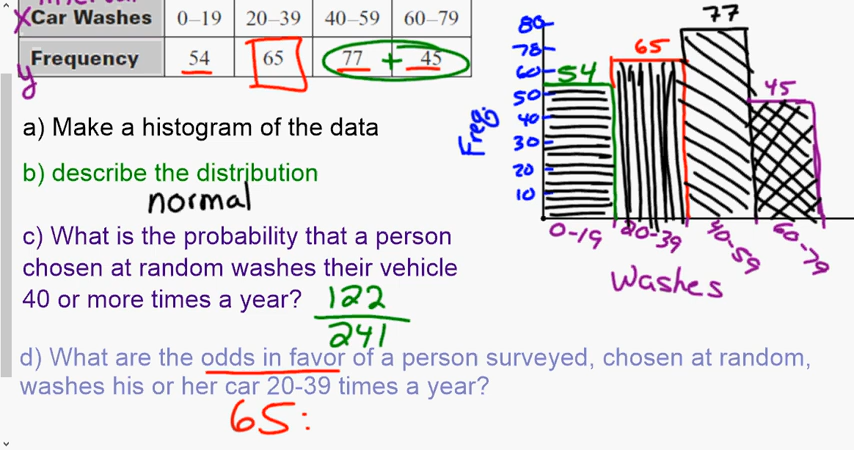 x Car Washes 0–19 20–39 40–59 60–79
y Frequency 54 65 77 + 45
a) Make a histogram of the data
b) describe the distribution
normal
c) What is the probability that a person
chosen at random washes their vehicle
40 or more times a year? 122
241
d) What are the odds in favor of a person surveyed, chosen at random,
washes his or her car 20-39 times a year?
65:
77
80
70
65
60
54
50
45
40
30
20
10
Freq.
0-19 20-39 40-59 60-79
Washes